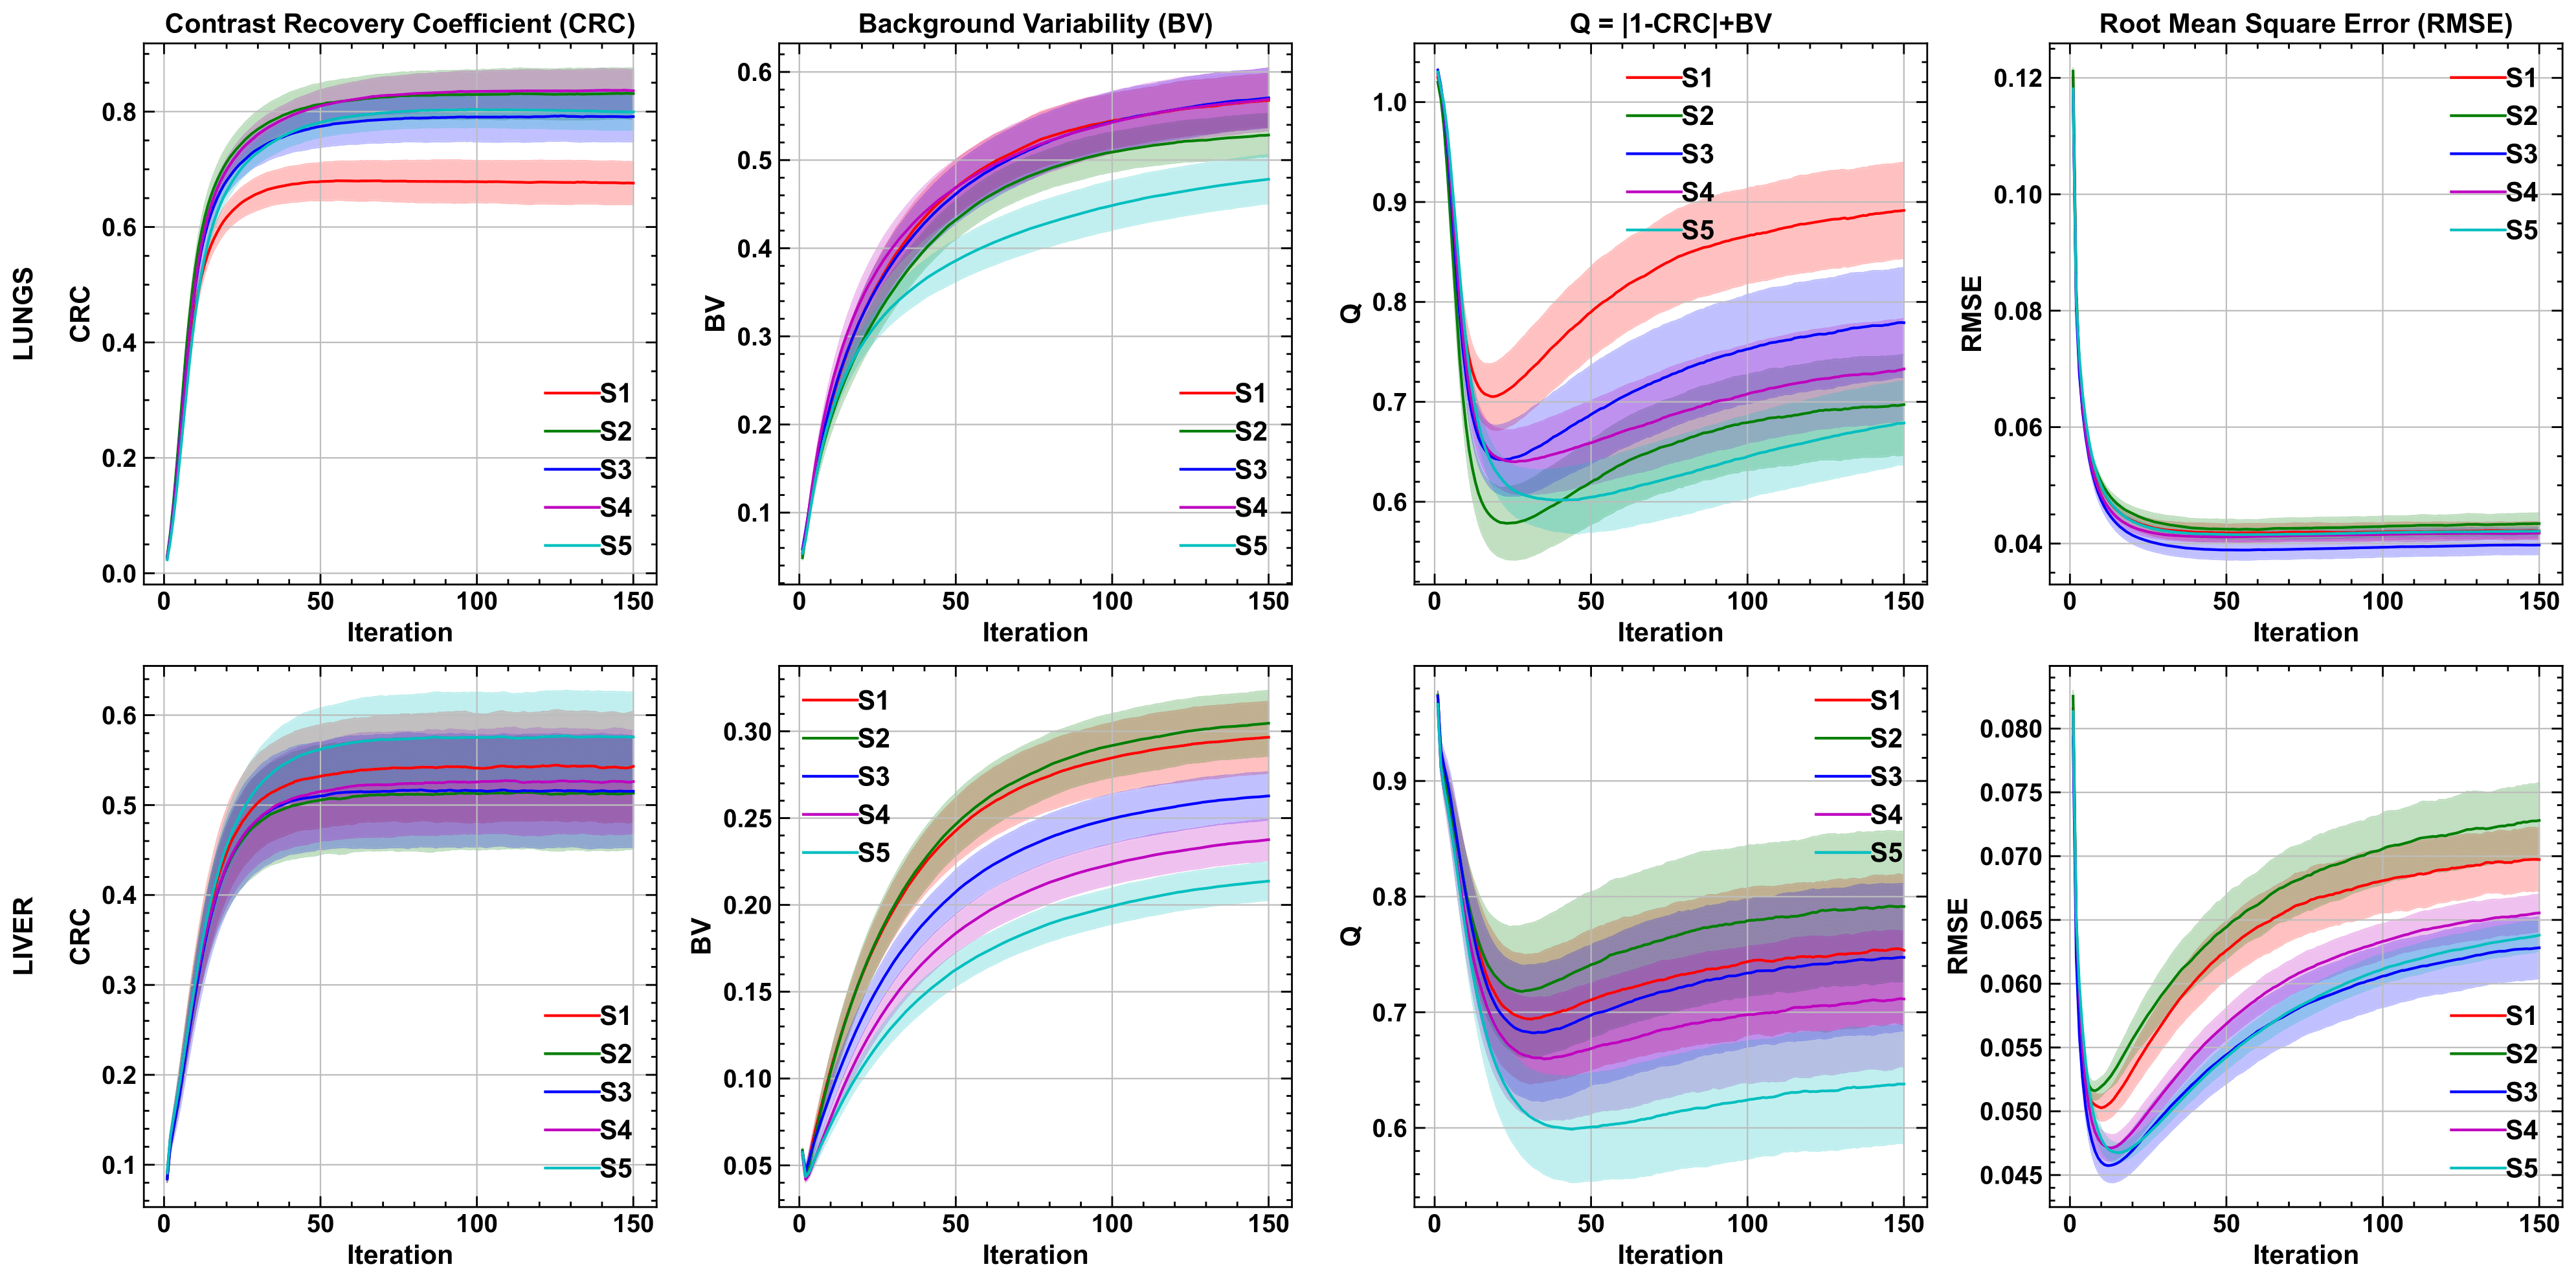 Contrast Recovery Coefficient (CRC)
Background Variability (BV)
Q = |1-CRC|+BV
Root Mean Square Error (RMSE)
LUNGS
CRC
0.8
0.6
0.4
0.2
0.0
S1
S2
S3
S4
S5
0 50 100 150
Iteration
BV
0.6
0.5
0.4
0.3
0.2
0.1
S1
S2
S3
S4
S5
0 50 100 150
Iteration
Q
1.0
0.9
0.8
0.7
0.6
S1
S2
S3
S4
S5
0 50 100 150
Iteration
RMSE
0.12
0.10
0.08
0.06
0.04
S1
S2
S3
S4
S5
0 50 100 150
Iteration
LIVER
CRC
0.6
0.5
0.4
0.3
0.2
0.1
S1
S2
S3
S4
S5
0 50 100 150
Iteration
BV
0.30
0.25
0.20
0.15
0.10
0.05
S1
S2
S3
S4
S5
0 50 100 150
Iteration
Q
0.9
0.8
0.7
0.6
S1
S2
S3
S4
S5
0 50 100 150
Iteration
RMSE
0.080
0.075
0.070
0.065
0.060
0.055
0.050
0.045
S1
S2
S3
S4
S5
0 50 100 150
Iteration